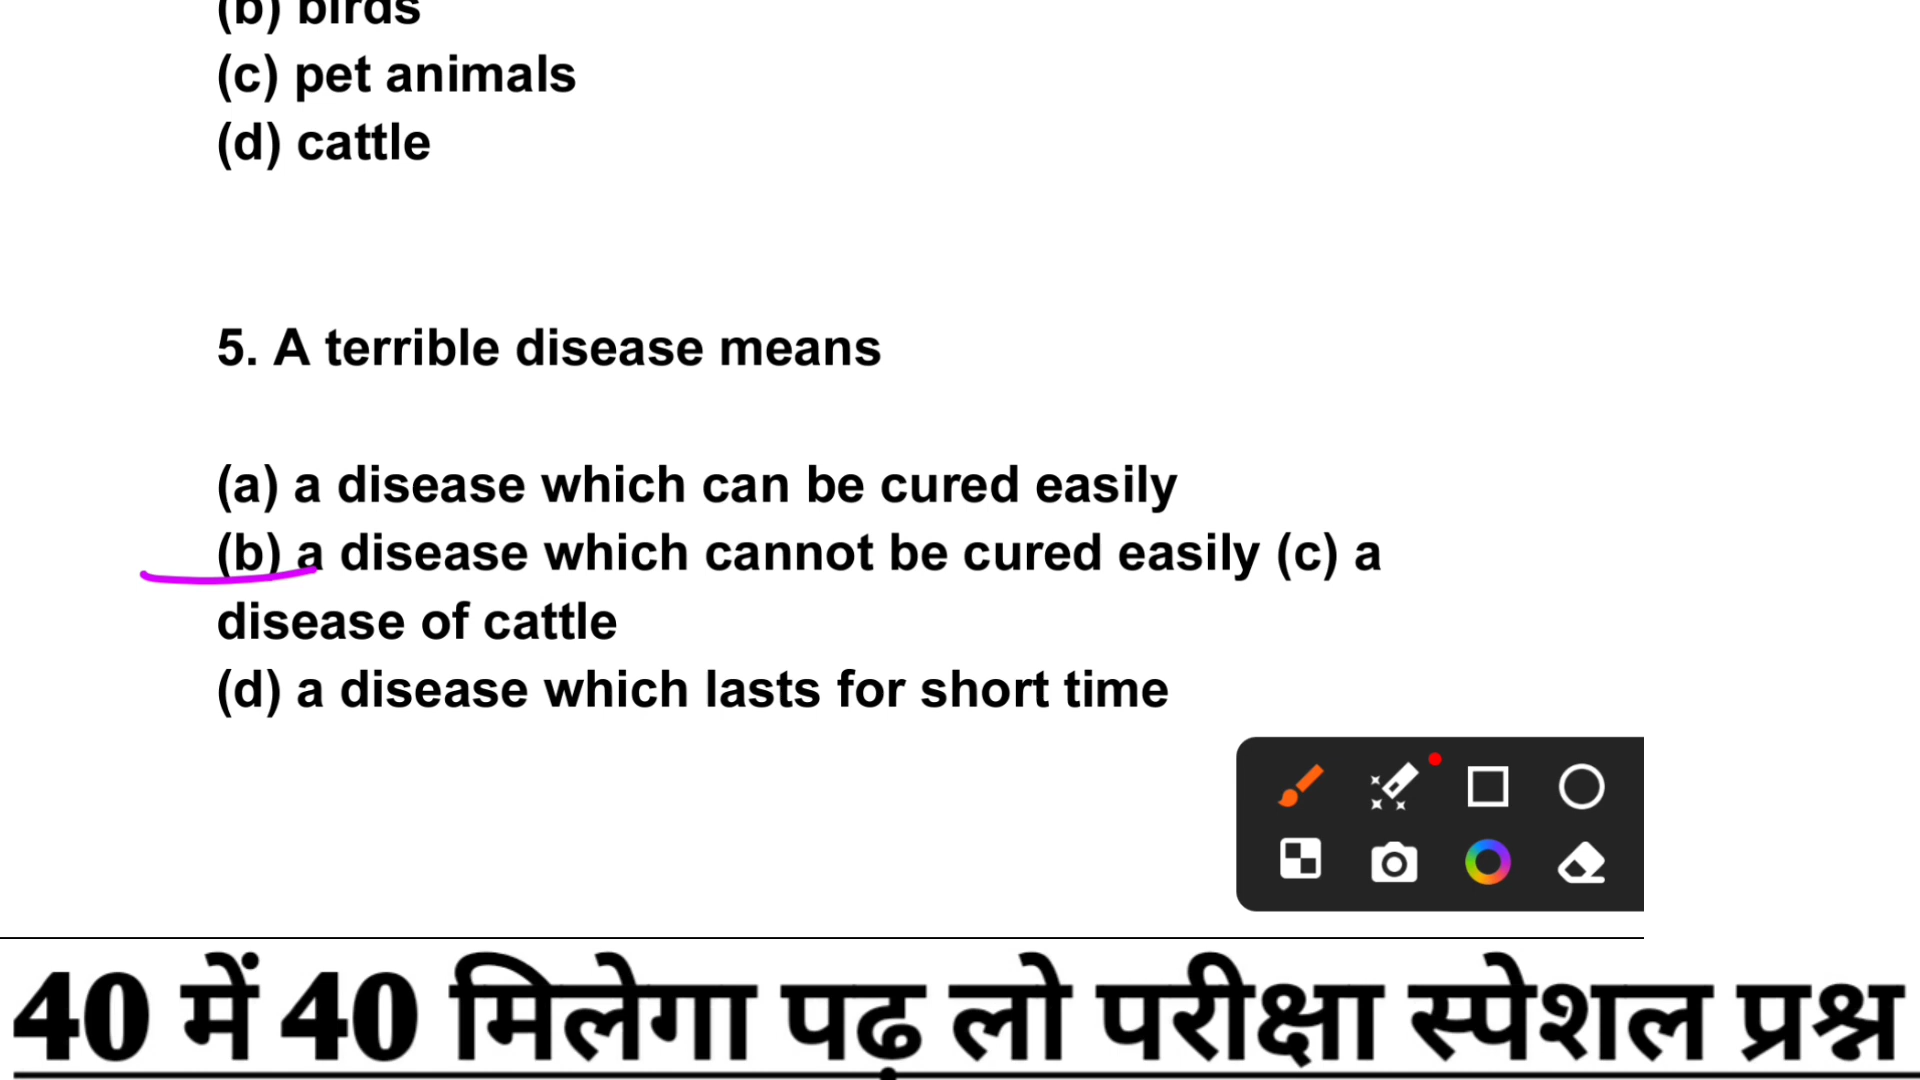 (b) birds
(c) pet animals
(d) cattle
5. A terrible disease means
(a) a disease which can be cured easily
(b) a disease which cannot be cured easily (c) a
disease of cattle
(d) a disease which lasts for short time
40 में 40 मिलेगा पढ़ लो परीक्षा स्पेशल प्रश्न